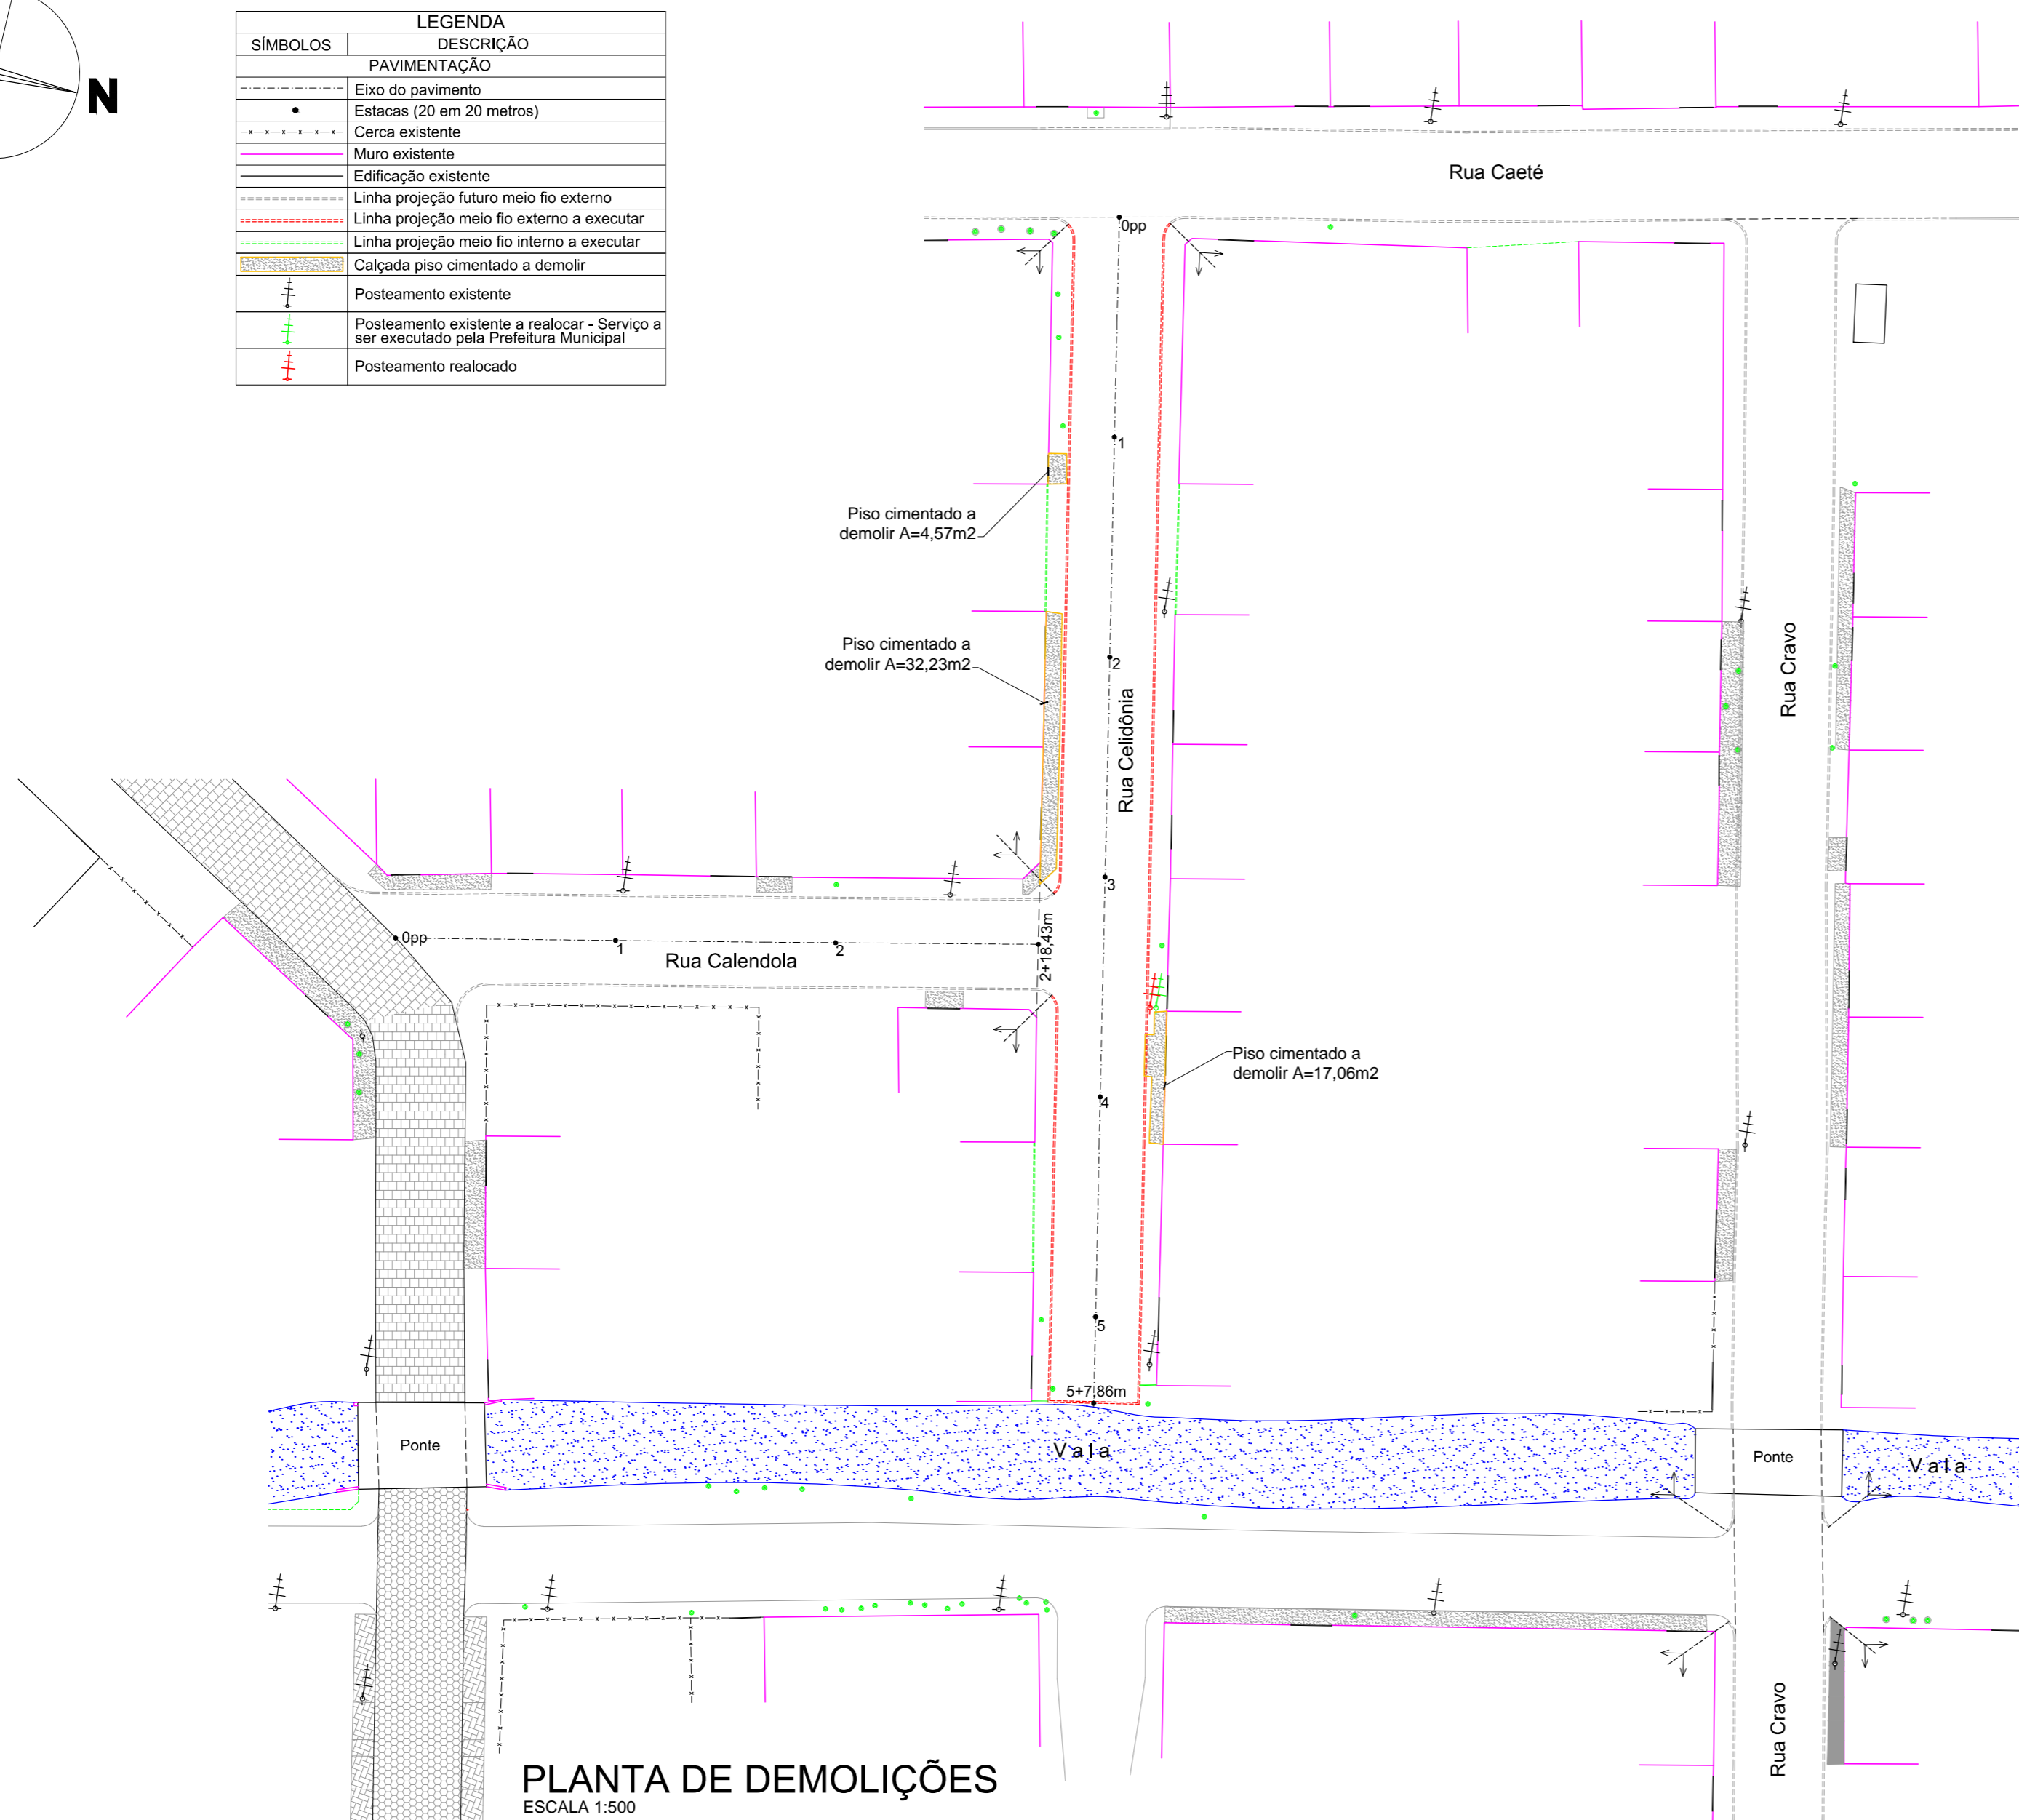 N
LEGENDA
SÍMBOLOS DESCRIÇÃO
PAVIMENTAÇÃO
Eixo do pavimento
Estacas (20 em 20 metros)
Cerca existente
Muro existente
Edificação existente
Linha projeção futuro meio fio externo
Linha projeção meio fio externo a executar
Linha projeção meio fio interno a executar
Calçada piso cimentado a demolir
Posteamento existente
Posteamento existente a realocar - Serviço a
ser executado pela Prefeitura Municipal
Posteamento realocado
Rua Caeté
0pp
1
Piso cimentado a
demolir A=4,57m2
Piso cimentado a
demolir A=32,23m2
2
Rua Celidônia
Rua Cravo
3
0pp
1
2
2+18,43m
Rua Calendola
Piso cimentado a
demolir A=17,06m2
4
5
5+7,86m
Ponte
Vala
Ponte
Vala
Rua Cravo
PLANTA DE DEMOLIÇÕES
ESCALA 1:500